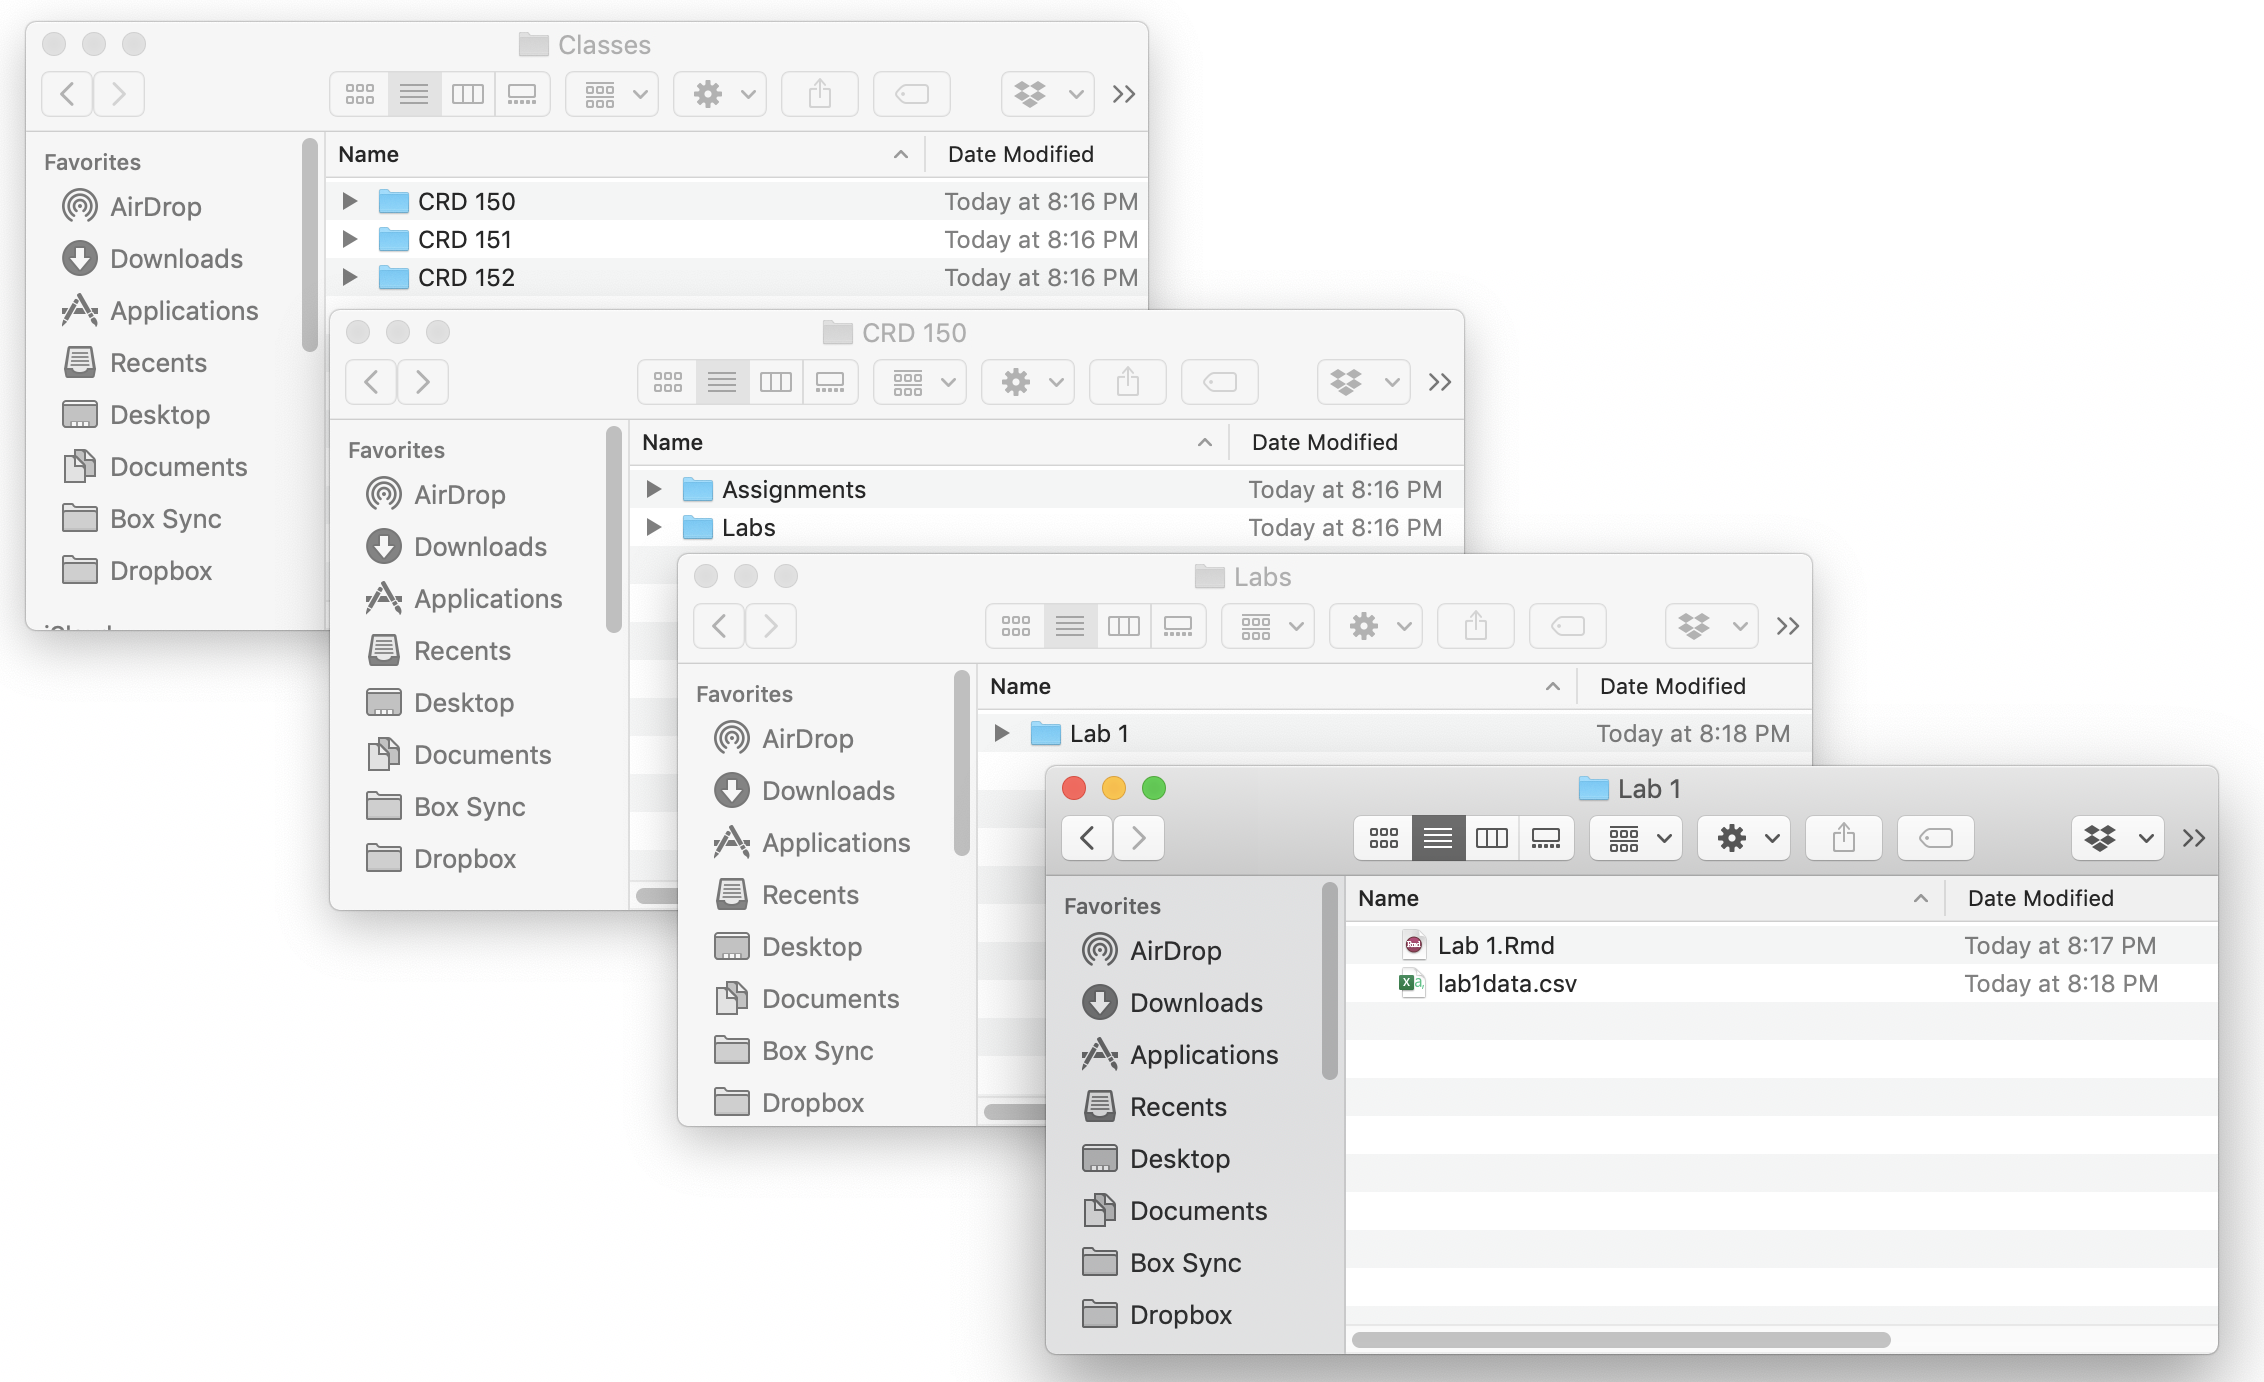 Classes
Favorites
AirDrop
Downloads
Applications
Recents
Desktop
Documents
Box Sync
Dropbox
Name Date Modified
CRD 150 Today at 8:16 PM
CRD 151 Today at 8:16 PM
CRD 152 Today at 8:16 PM
CRD 150
Favorites
AirDrop
Downloads
Applications
Recents
Desktop
Documents
Box Sync
Dropbox
Name Date Modified
Assignments Today at 8:16 PM
Labs Today at 8:16 PM
Labs
Favorites
AirDrop
Downloads
Applications
Recents
Desktop
Documents
Box Sync
Dropbox
Name Date Modified
Lab 1 Today at 8:18 PM
Lab 1
Favorites
AirDrop
Downloads
Applications
Recents
Desktop
Documents
Box Sync
Dropbox
Name Date Modified
Rmd Lab 1.Rmd Today at 8:17 PM
X a, lab1data.csv Today at 8:18 PM